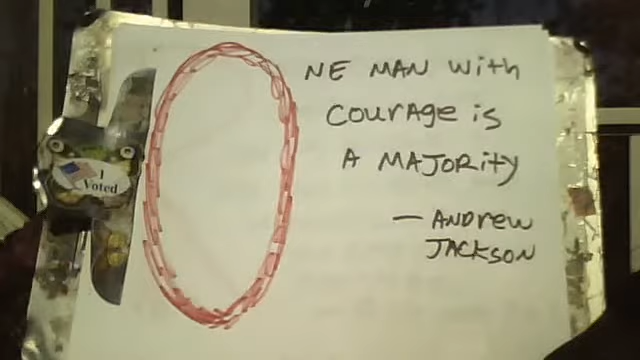 I
Voted
ONE MAN with
COURAGE is
A MAJORITY
— ANDREW
JACKSON